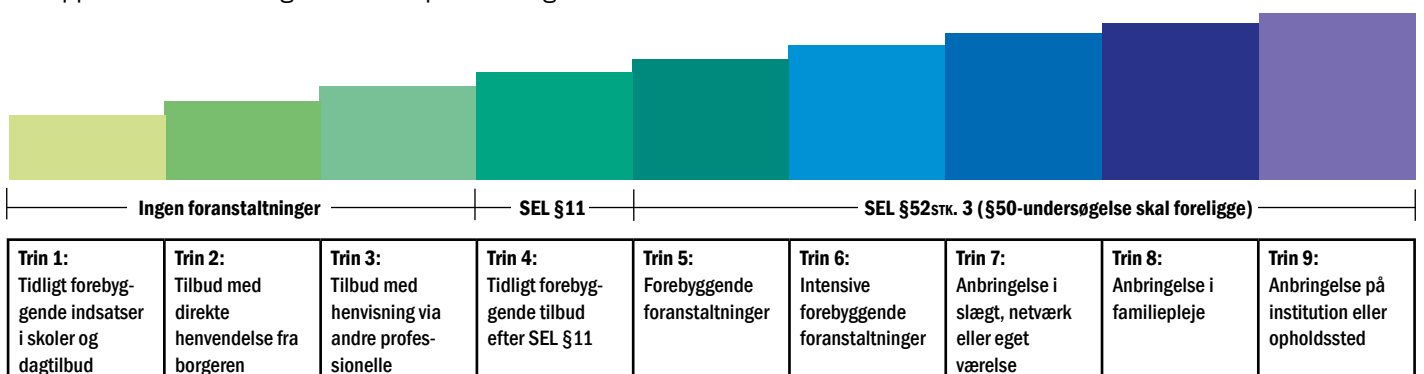 Ingen foranstaltninger
SEL §11
SEL §52 STK. 3 (§50-undersøgelse skal foreligge)
Trin 1:
Tidligt forebyg-
gende indsatser
i skoler og
dagtilbud
Trin 2:
Tilbud med
direkte
henvendelse fra
borgeren
Trin 3:
Tilbud med
henvisning via
andre profes-
sionelle
Trin 4:
Tidligt forebyg-
gende tilbud
efter SEL §11
Trin 5:
Forebyggende
foranstaltninger
Trin 6:
Intensive
forebyggende
foranstaltninger
Trin 7:
Anbringelse i
slægt, netværk
eller eget
værelse
Trin 8:
Anbringelse i
familiepleje
Trin 9:
Anbringelse på
institution eller
opholdssted